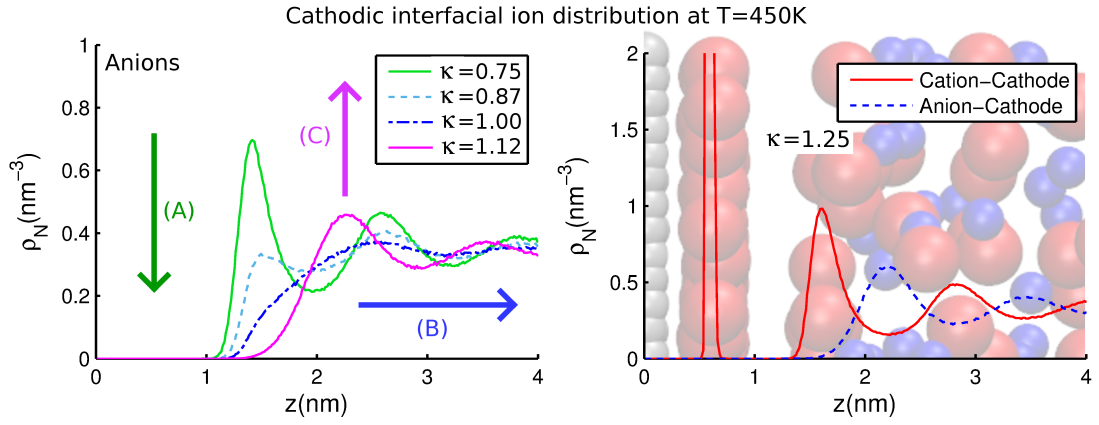 Cathodic interfacial ion distribution at T=450K
Anions
κ=0.75
κ=0.87
κ=1.00
κ=1.12
(A)
(B)
(C)
ρN(nm−3)
1
0.8
0.6
0.4
0.2
0
0 1 2 3 4
z(nm)
Cation−Cathode
Anion−Cathode
κ=1.25
ρN(nm−3)
2
1.5
1
0.5
0
0 1 2 3 4
z(nm)